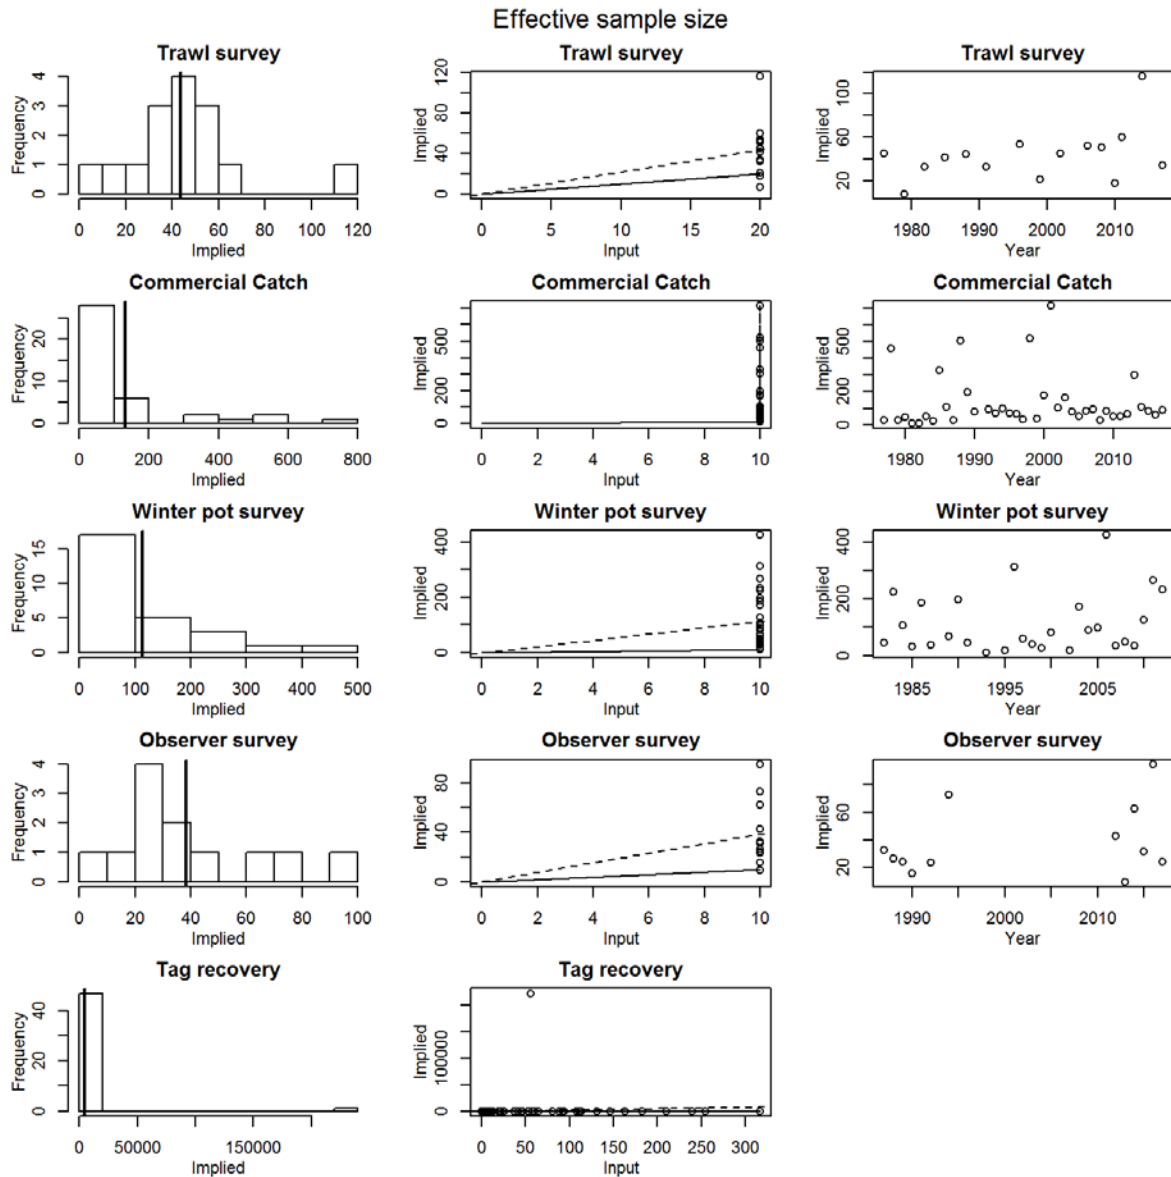 Effective sample size
Trawl survey Trawl survey Trawl survey
Frequency 0 1 2 3 4
0 20 40 60 80 100 120
Implied
Implied 0 40 80 120
0 5 10 15 20
Input
Implied 20 60 100
1980 1990 2000 2010
Year
Commercial Catch Commercial Catch Commercial Catch
Frequency 0 10 20
0 200 400 600 800
Implied
Implied 0 200 500
0 2 4 6 8 10
Input
Implied 0 200 500
1980 1990 2000 2010
Year
Winter pot survey Winter pot survey Winter pot survey
Frequency 0 5 10 15
0 100 200 300 400 500
Implied
Implied 0 200 400
0 2 4 6 8 10
Input
Implied 0 200 400
1985 1995 2005
Year
Observer survey Observer survey Observer survey
Frequency 0 1 2 3 4
0 20 40 60 80 100
Implied
Implied 0 40 80
0 2 4 6 8 10
Input
Implied 20 60
1990 2000 2010
Year
Tag recovery Tag recovery
Frequency 0 20 40
50000 150000
Implied
Implied 0 100000
0 50 100 150 200 250 300
Input